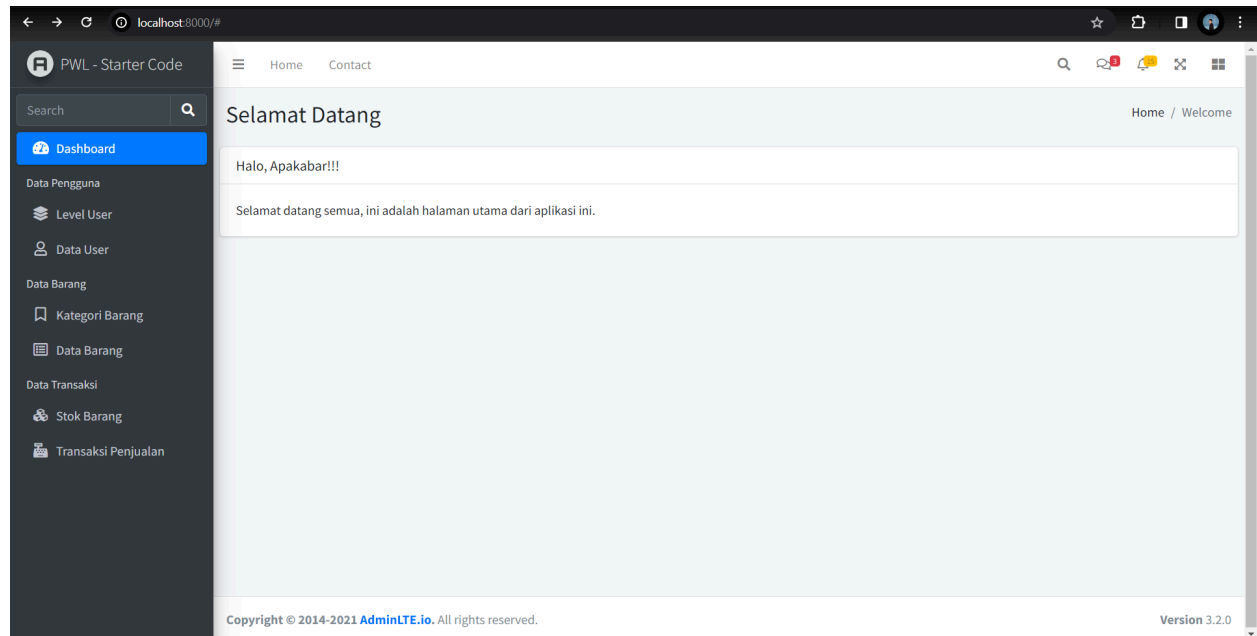 localhost:8000/#
PWL - Starter Code
Home Contact
3
15
Search
Selamat Datang
Home / Welcome
Dashboard
Halo, Apakabar!!!
Data Pengguna
Selamat datang semua, ini adalah halaman utama dari aplikasi ini.
Level User
Data User
Data Barang
Kategori Barang
Data Barang
Data Transaksi
Stok Barang
Transaksi Penjualan
Copyright © 2014-2021 AdminLTE.io. All rights reserved.
Version 3.2.0